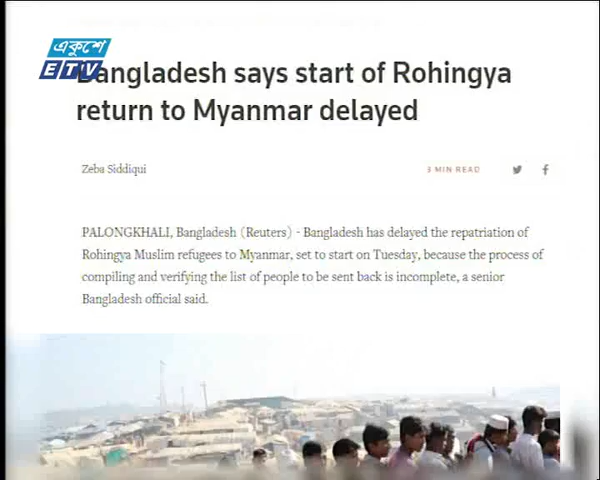 একুশে
ETV
Bangladesh says start of Rohingya
return to Myanmar delayed
Zeba Siddiqui
3 MIN READ
PALONGKHALI, Bangladesh (Reuters) - Bangladesh has delayed the repatriation of
Rohingya Muslim refugees to Myanmar, set to start on Tuesday, because the process of
compiling and verifying the list of people to be sent back is incomplete, a senior
Bangladesh official said.